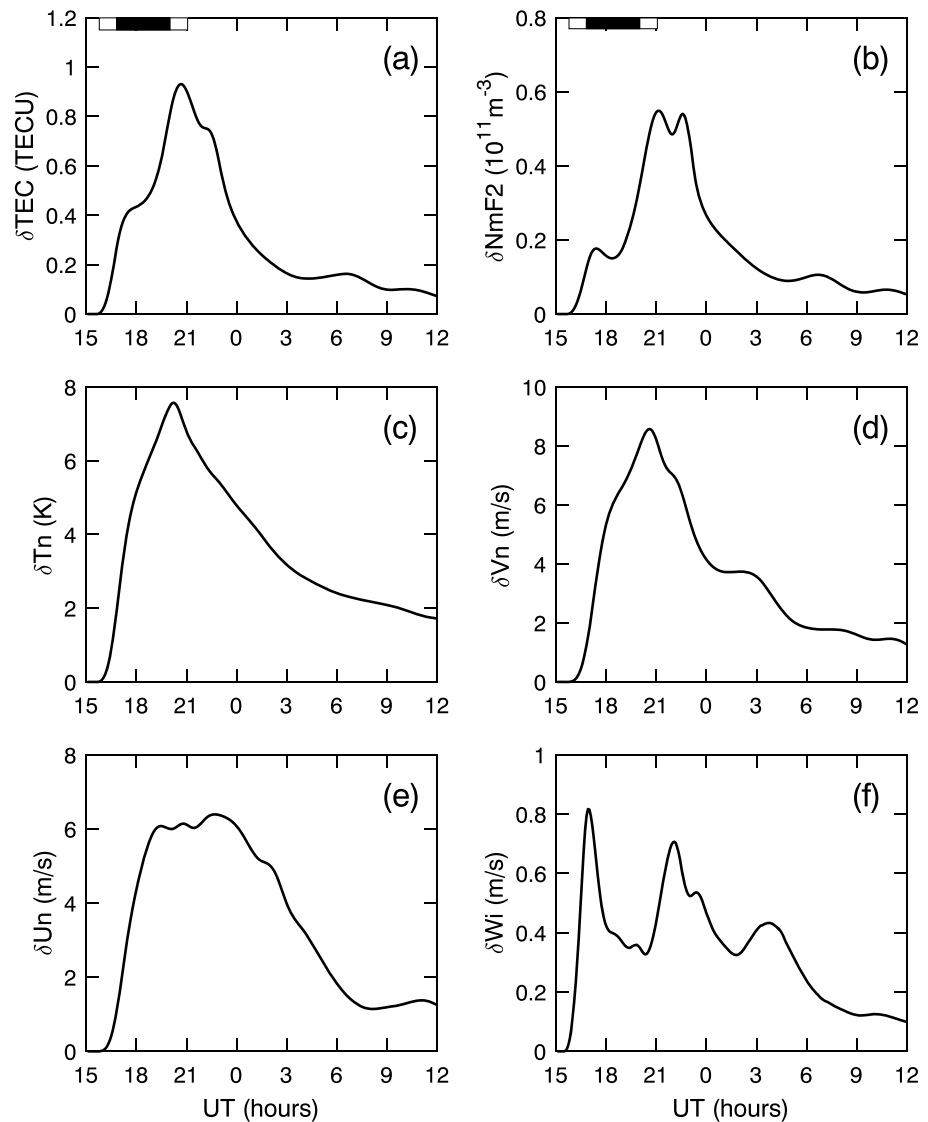 (a)
δTEC (TECU)
1.2
1
0.8
0.6
0.4
0.2
0
15 18 21 0 3 6 9 12
(b)
δNmF2 (10^11 m^-3)
0.8
0.6
0.4
0.2
0
15 18 21 0 3 6 9 12
(c)
δTn (K)
8
6
4
2
0
15 18 21 0 3 6 9 12
(d)
δVn (m/s)
10
8
6
4
2
0
15 18 21 0 3 6 9 12
(e)
δUn (m/s)
8
6
4
2
0
15 18 21 0 3 6 9 12
UT (hours)
(f)
δWi (m/s)
1
0.8
0.6
0.4
0.2
0
15 18 21 0 3 6 9 12
UT (hours)